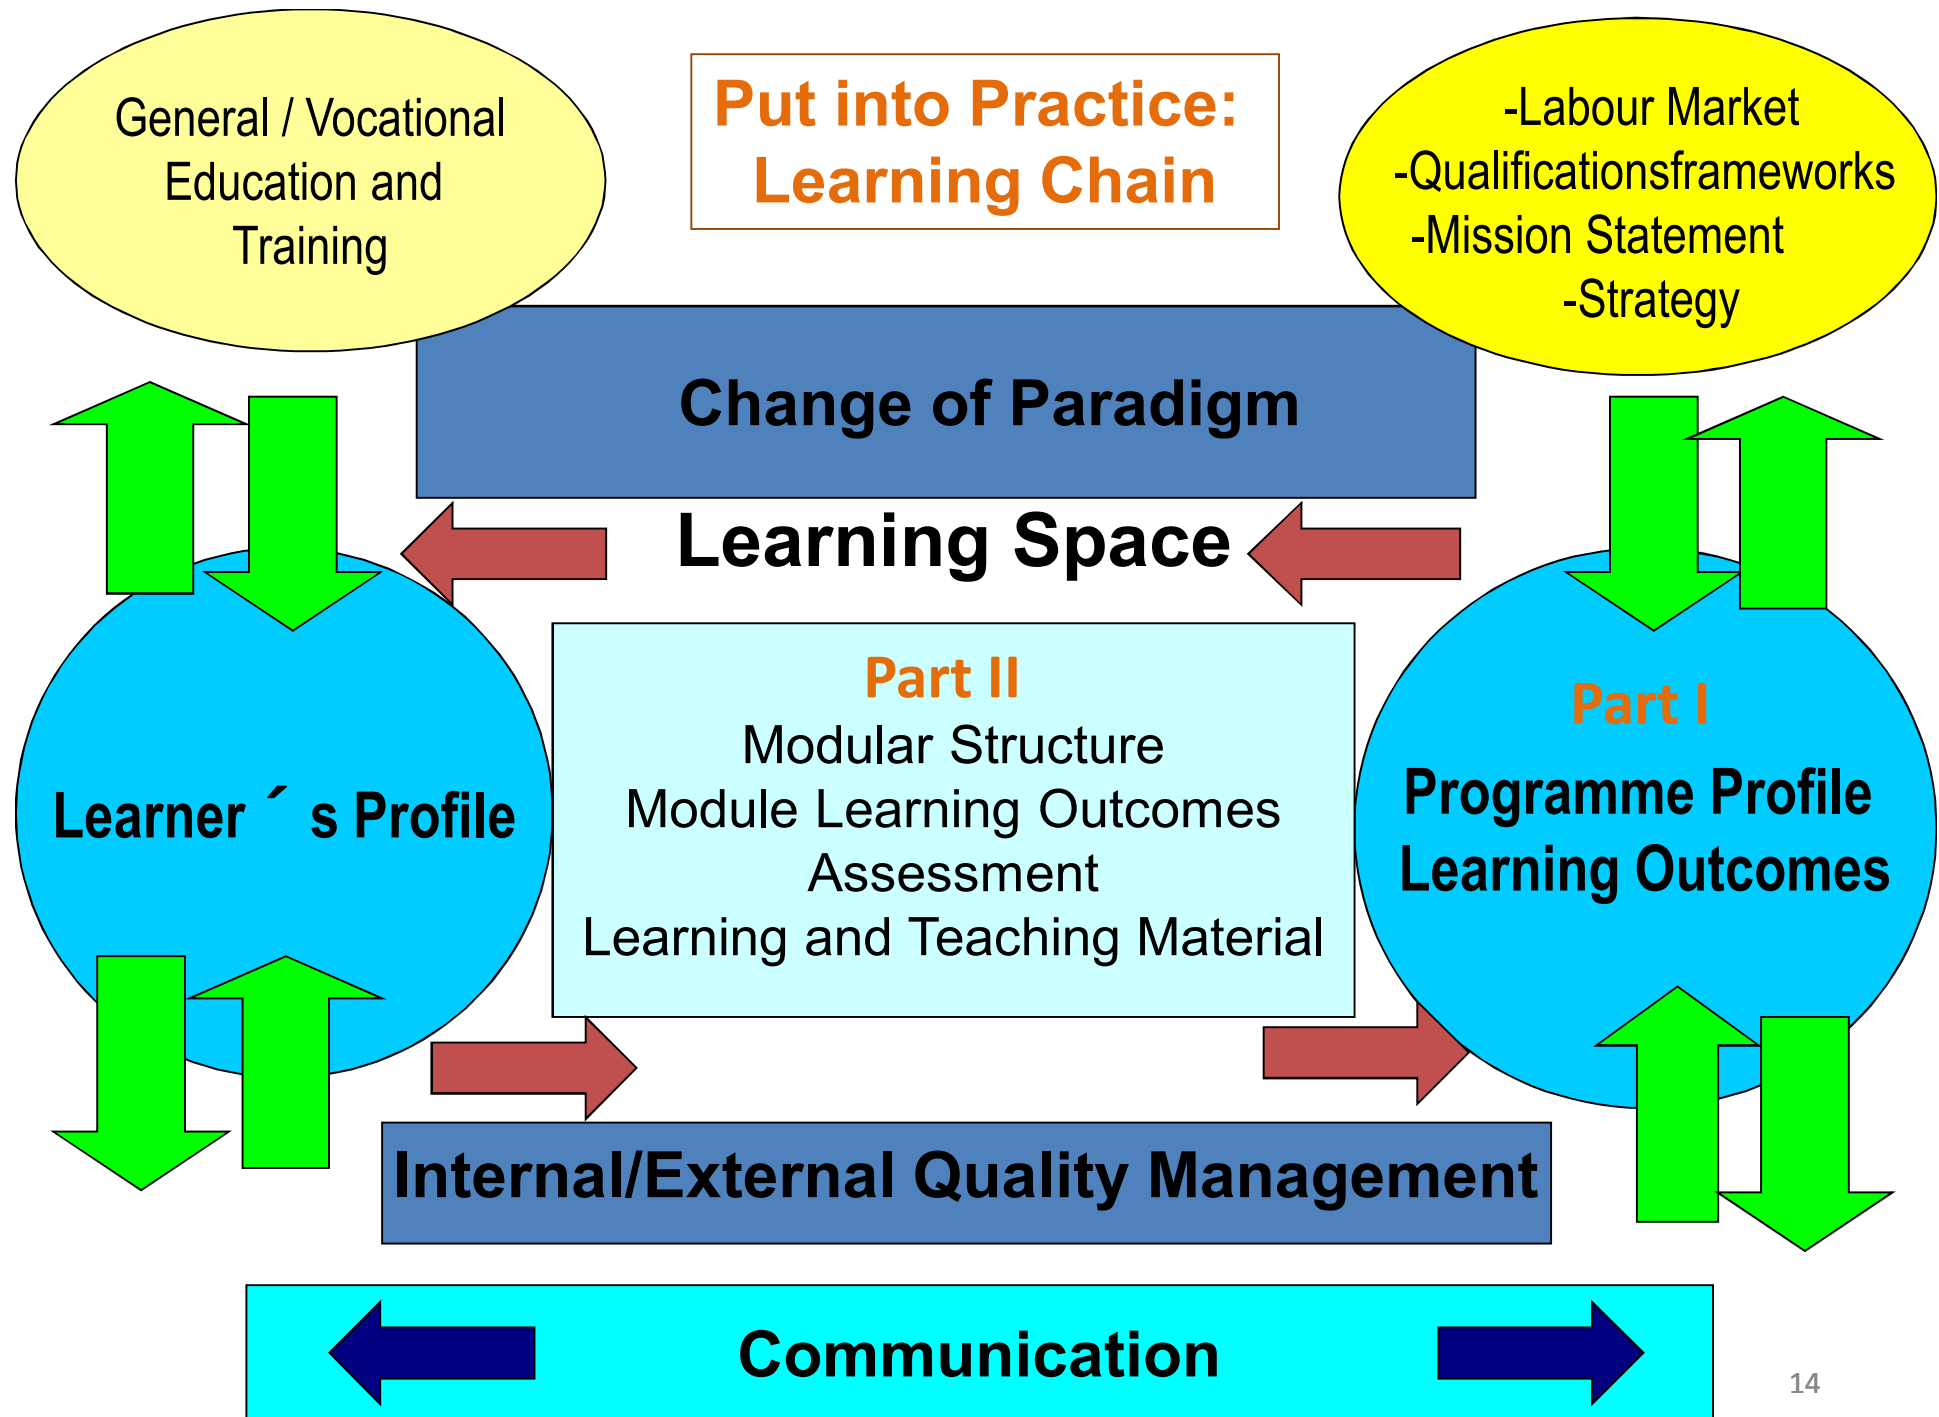 General / Vocational
Education and
Training
Put into Practice:
Learning Chain
-Labour Market
-Qualificationsframeworks
-Mission Statement
-Strategy
Change of Paradigm
Learning Space
Part II
Modular Structure
Module Learning Outcomes
Assessment
Learning and Teaching Material
Part I
Programme Profile
Learning Outcomes
Learner ´ s Profile
Internal/External Quality Management
Communication
14